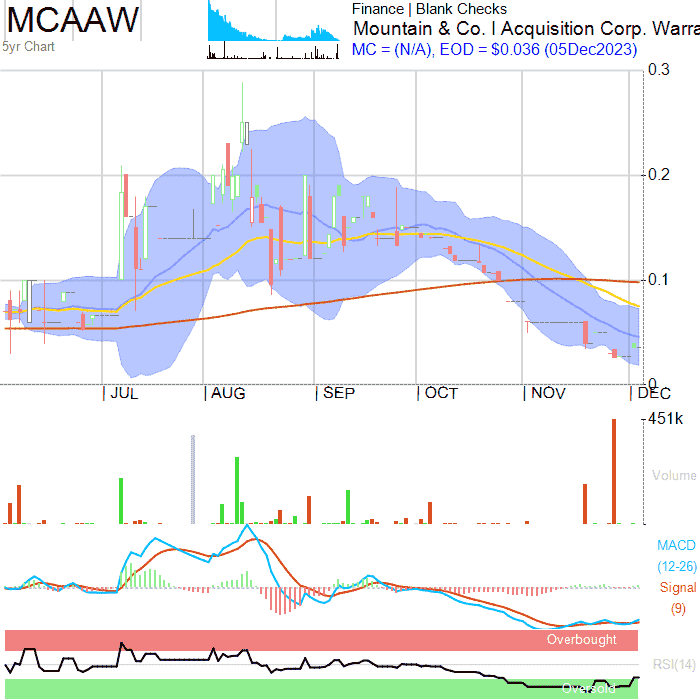 MCAAW
5yr Chart
Finance | Blank Checks
Mountain & Co. I Acquisition Corp. Warra
MC = (N/A), EOD = $0.036 (05Dec2023)
0.3
0.2
0.1
0
JUL
AUG
SEP
OCT
NOV
DEC
451k
Volume
MACD
(12-26)
Signal
(9)
Overbought
RSI(14)
Oversold